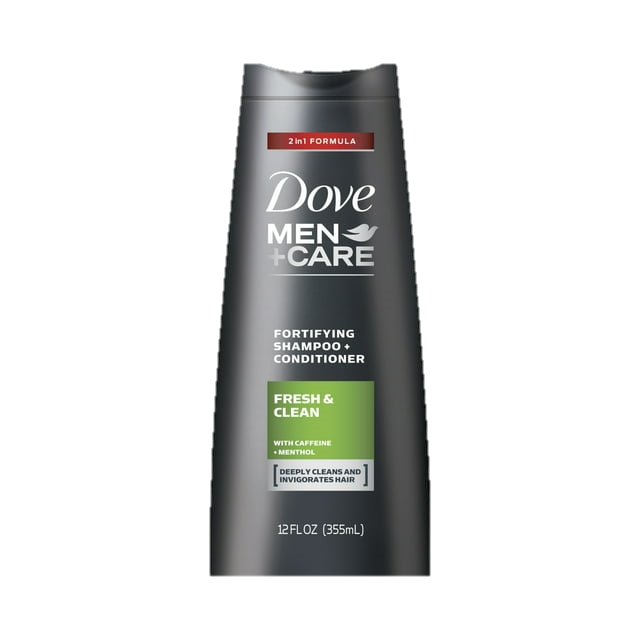 2in1 FORMULA
Dove
MEN
+CARE
FORTIFYING
SHAMPOO +
CONDITIONER
FRESH &
CLEAN
WITH CAFFEINE
+ MENTHOL
[DEEPLY CLEANS AND
INVIGORATES HAIR]
12 FL OZ (355mL)